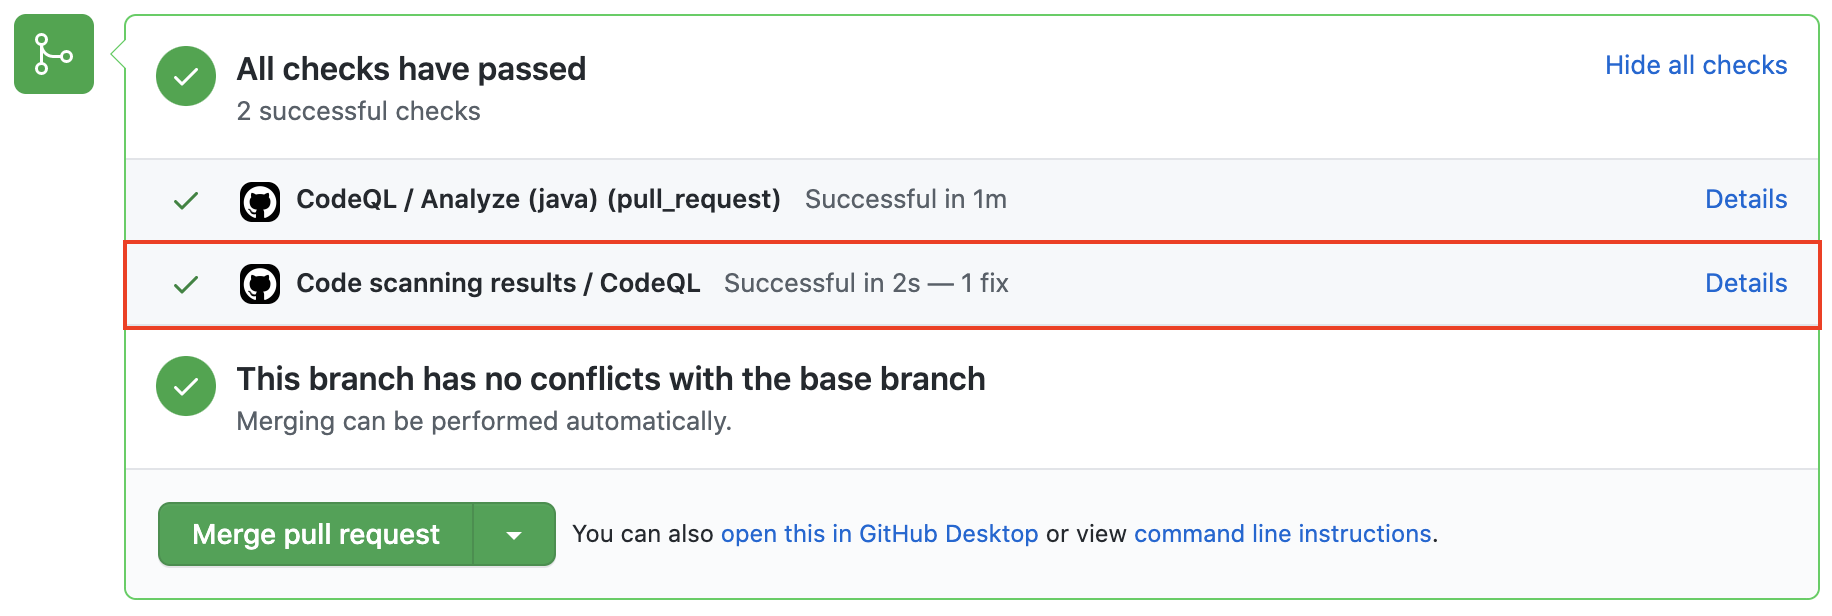 All checks have passed
Hide all checks
2 successful checks
CodeQL / Analyze (java) (pull_request) Successful in 1m Details
Code scanning results / CodeQL Successful in 2s — 1 fix Details
This branch has no conflicts with the base branch
Merging can be performed automatically.
Merge pull request You can also open this in GitHub Desktop or view command line instructions.